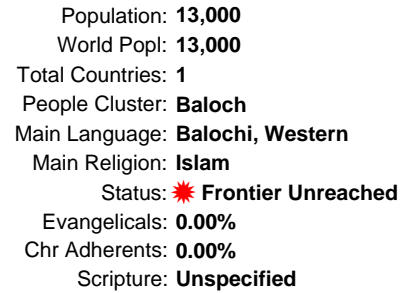 Population: 13,000
World Popl: 13,000
Total Countries: 1
People Cluster: Baloch
Main Language: Balochi, Western
Main Religion: Islam
Status: Frontier Unreached
Evangelicals: 0.00%
Chr Adherents: 0.00%
Scripture: Unspecified